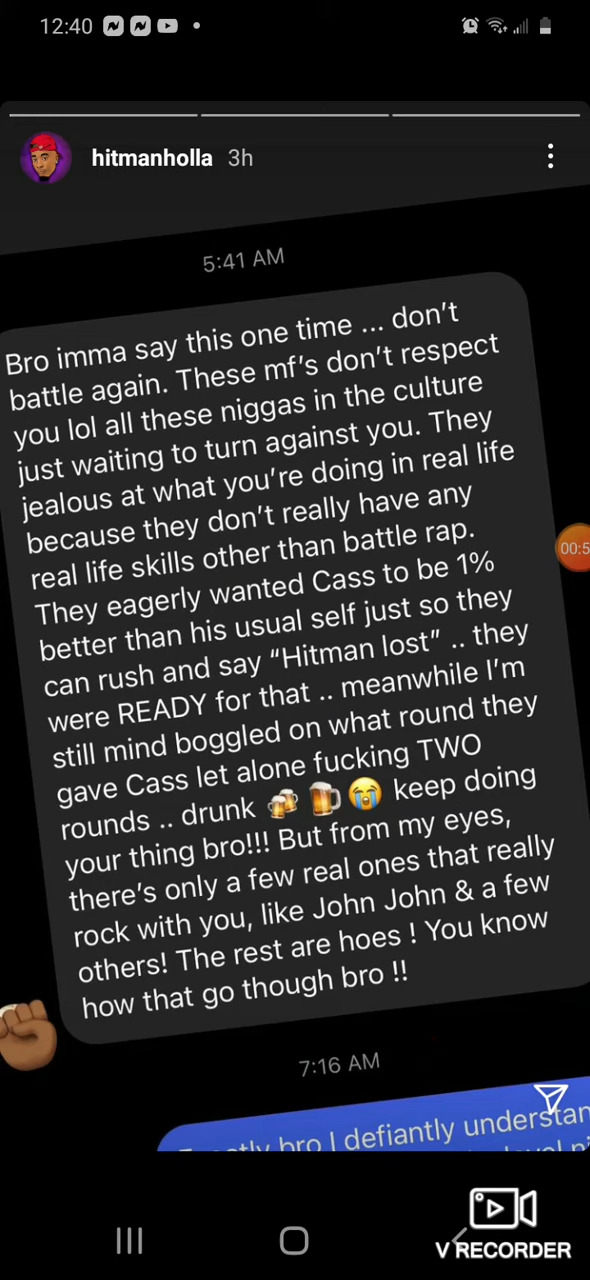 12:40
hitmanholla 3h
5:41 AM
Bro imma say this one time ... don't
battle again. These mf's don't respect
you lol all these niggas in the culture
just waiting to turn against you. They
jealous at what you're doing in real life
because they don't really have any
real life skills other than battle rap.
They eagerly wanted Cass to be 1%
better than his usual self just so they
can rush and say “Hitman lost” .. they
were READY for that .. meanwhile I'm
still mind boggled on what round they
gave Cass let alone fucking TWO
rounds .. drunk 🍻🍺😭 keep doing
your thing bro!!! But from my eyes,
there's only a few real ones that really
rock with you, like John John & a few
others! The rest are hoes ! You know
how that go though bro !!
00:5
7:16 AM
bro I defiantly understan
V RECORDER